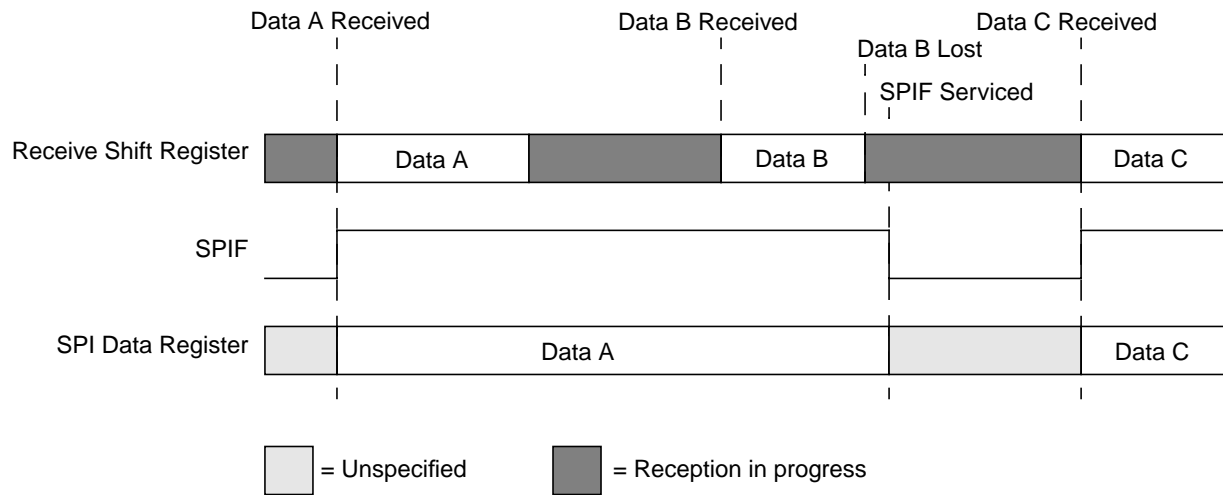 Data A Received
Data B Received
Data C Received
Data B Lost
SPIF Serviced
Receive Shift Register
Data A
Data B
Data C
SPIF
SPI Data Register
Data A
Data C
= Unspecified
= Reception in progress